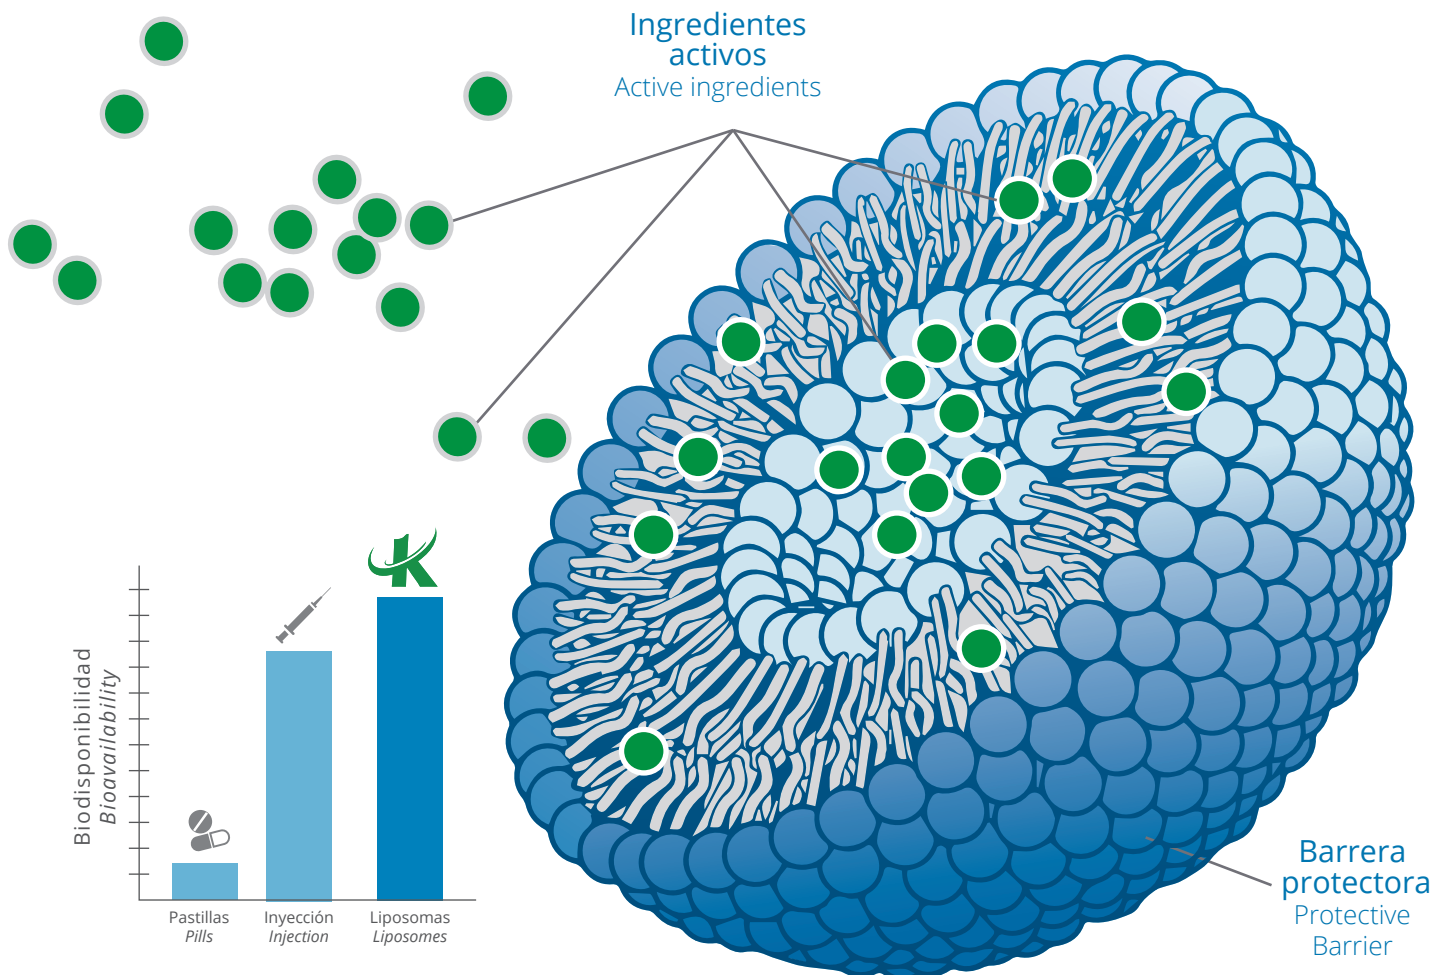 Ingredientes
activos
Active ingredients
Biodisponibilidad
Bioavailability
Pastillas
Pills
Inyección
Injection
Liposomas
Liposomes
K
Barrera
protectora
Protective
Barrier